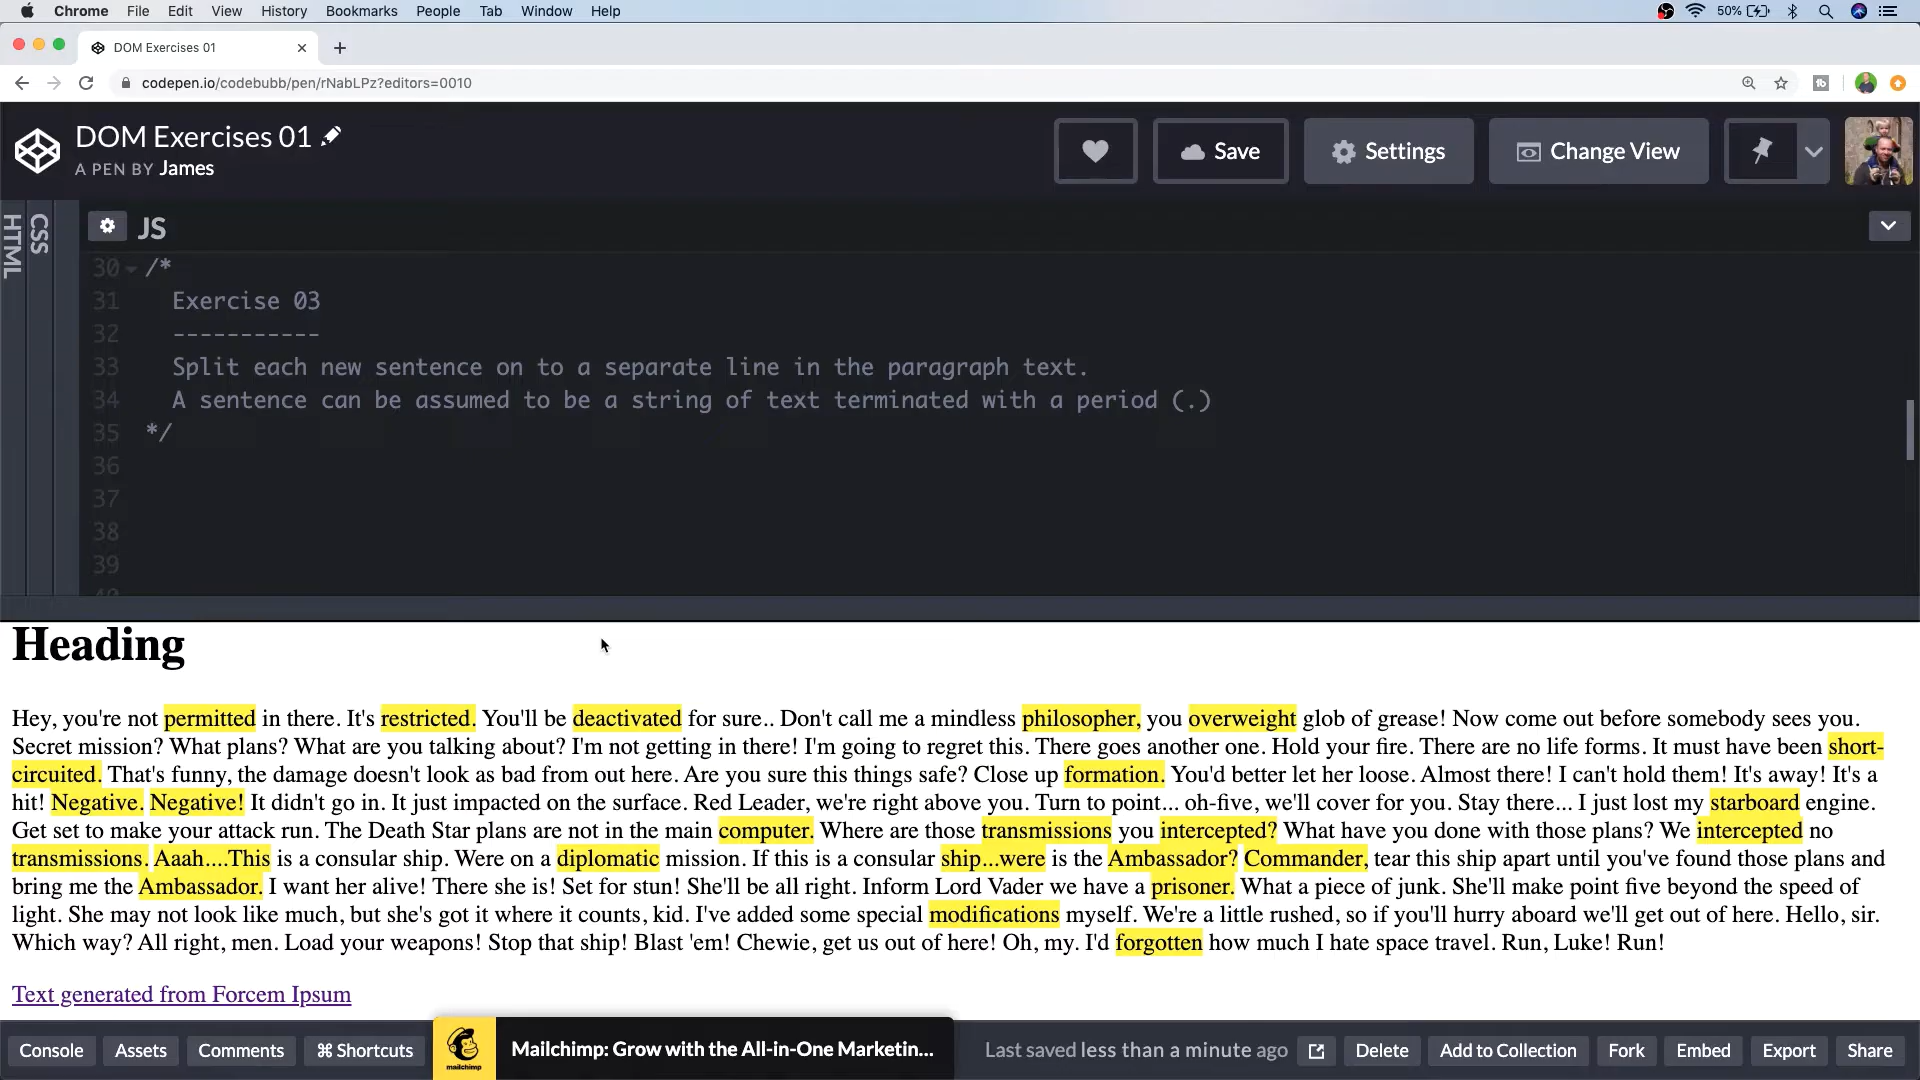 Chrome File Edit View History Bookmarks People Tab Window Help 50%
DOM Exercises 01
codepen.io/codebubb/pen/rNabLPz?editors=0010
DOM Exercises 01
A PEN BY James
Save Settings Change View
HTML
CSS
JS
30 /*
31 Exercise 03
32 -----------
33 Split each new sentence on to a separate line in the paragraph text.
34 A sentence can be assumed to be a string of text terminated with a period (.)
35 */
36
37
38
39
40
Heading
Hey, you're not permitted in there. It's restricted. You'll be deactivated for sure.. Don't call me a mindless philosopher, you overweight glob of grease! Now come out before somebody sees you.
Secret mission? What plans? What are you talking about? I'm not getting in there! I'm going to regret this. There goes another one. Hold your fire. There are no life forms. It must have been short-
circuited. That's funny, the damage doesn't look as bad from out here. Are you sure this things safe? Close up formation. You'd better let her loose. Almost there! I can't hold them! It's away! It's a
hit! Negative. Negative! It didn't go in. It just impacted on the surface. Red Leader, we're right above you. Turn to point... oh-five, we'll cover for you. Stay there... I just lost my starboard engine.
Get set to make your attack run. The Death Star plans are not in the main computer. Where are those transmissions you intercepted? What have you done with those plans? We intercepted no
transmissions. Aaah....This is a consular ship. Were on a diplomatic mission. If this is a consular ship...were is the Ambassador? Commander, tear this ship apart until you've found those plans and
bring me the Ambassador. I want her alive! There she is! Set for stun! She'll be all right. Inform Lord Vader we have a prisoner. What a piece of junk. She'll make point five beyond the speed of
light. She may not look like much, but she's got it where it counts, kid. I've added some special modifications myself. We're a little rushed, so if you'll hurry aboard we'll get out of here. Hello, sir.
Which way? All right, men. Load your weapons! Stop that ship! Blast 'em! Chewie, get us out of here! Oh, my. I'd forgotten how much I hate space travel. Run, Luke! Run!
Text generated from Forcem Ipsum
Console Assets Comments ⌘ Shortcuts mailchimp Mailchimp: Grow with the All-in-One Marketin... Last saved less than a minute ago Delete Add to Collection Fork Embed Export Share